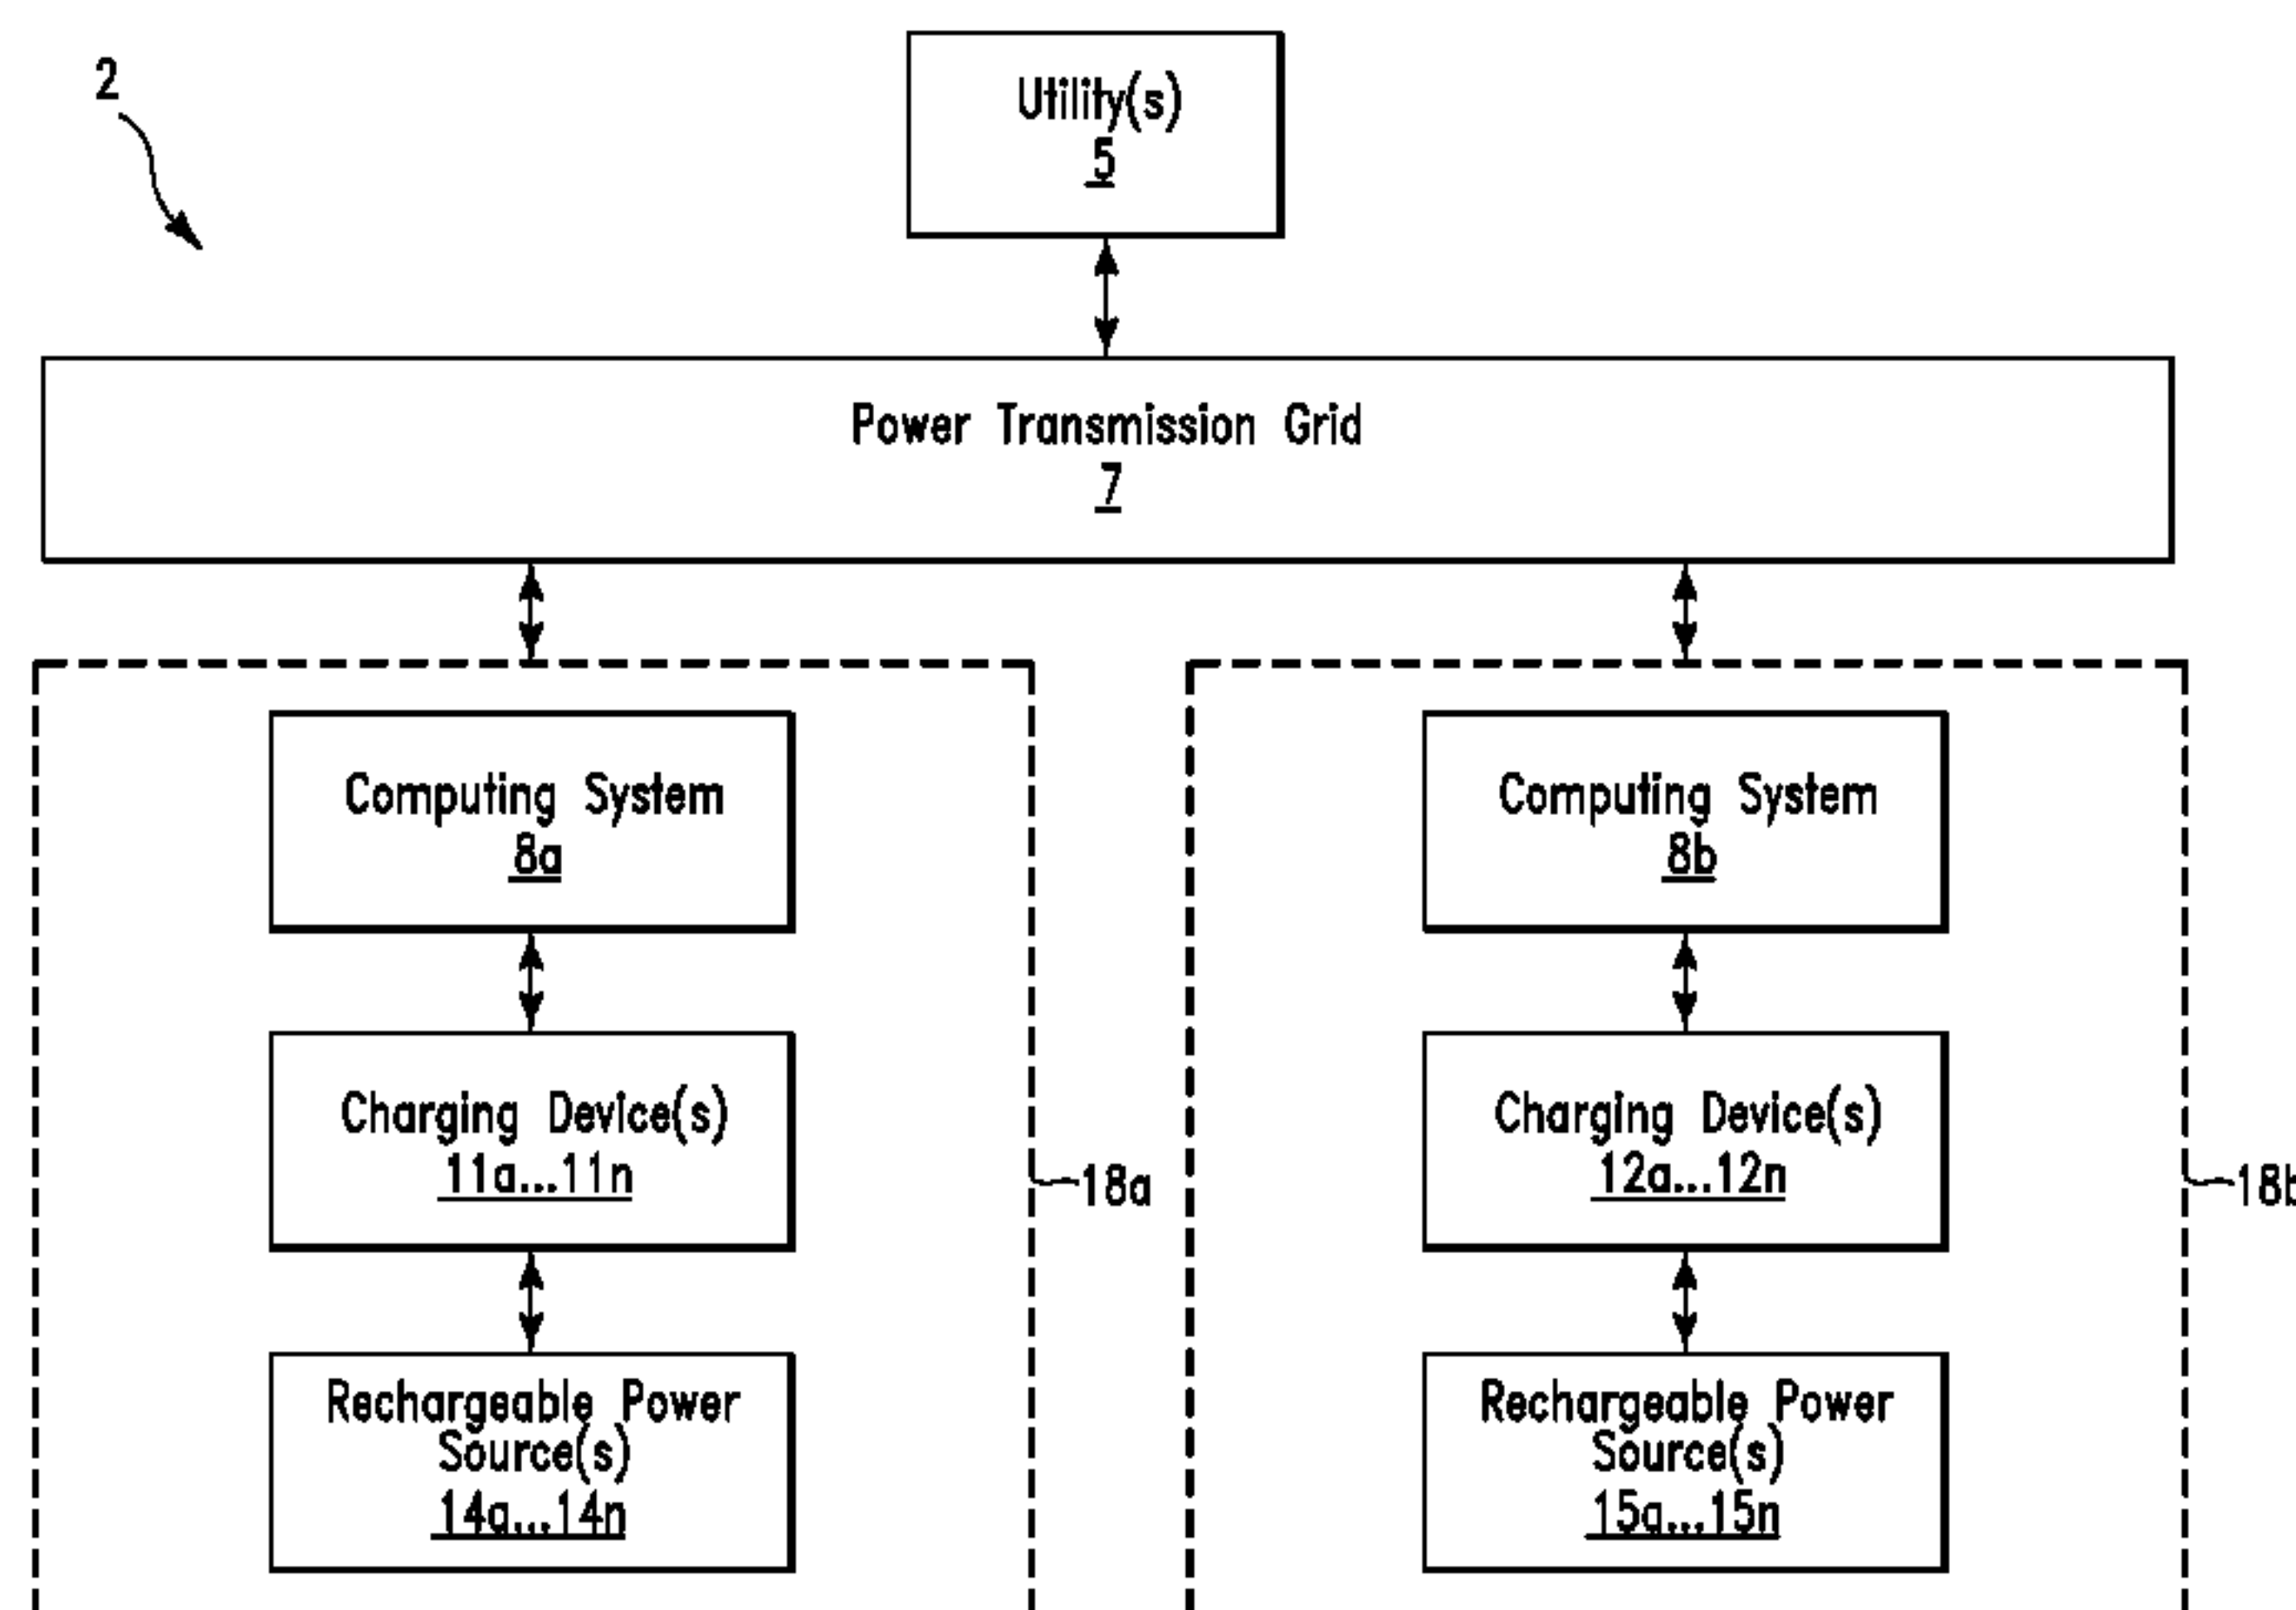 2
Utility(s)
5
Power Transmission Grid
7
Computing System
8a
Computing System
8b
Charging Device(s)
11a...11n
18a
Charging Device(s)
12a...12n
18b
Rechargeable Power
Source(s)
14a...14n
Rechargeable Power
Source(s)
15a...15n